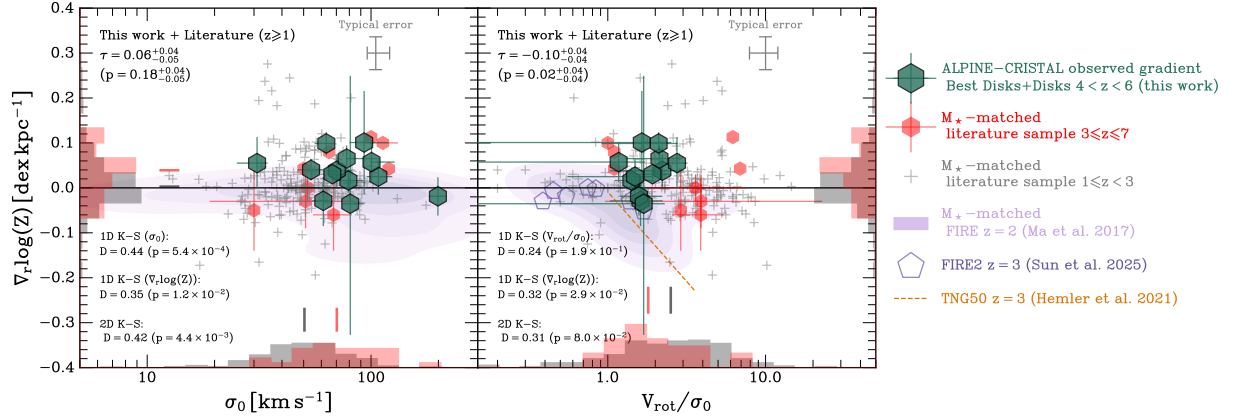 This work + Literature (z⩾1)
τ = 0.06 +0.04 −0.05
(p = 0.18 +0.04 −0.05)
Typical error
1D K−S (σ₀):
D = 0.44 (p = 5.4 × 10⁻⁴)
1D K−S (∇ᵣlog(Z)):
D = 0.35 (p = 1.2 × 10⁻²)
2D K−S:
D = 0.42 (p = 4.4 × 10⁻³)
0.4
0.3
0.2
0.1
0.0
−0.1
−0.2
−0.3
−0.4
∇ᵣlog(Z) [dex kpc⁻¹]
10
100
σ₀ [km s⁻¹]
This work + Literature (z⩾1)
τ = −0.10 +0.04 −0.04
(p = 0.02 +0.04 −0.04)
Typical error
1D K−S (Vrot/σ₀):
D = 0.24 (p = 1.9 × 10⁻¹)
1D K−S (∇ᵣlog(Z)):
D = 0.32 (p = 2.9 × 10⁻²)
2D K−S:
D = 0.31 (p = 8.0 × 10⁻²)
1.0
10.0
Vrot/σ₀
ALPINE−CRISTAL observed gradient
Best Disks+Disks 4 < z < 6 (this work)
M⋆−matched
literature sample 3⩽z⩽7
M⋆−matched
literature sample 1⩽z < 3
M⋆−matched
FIRE z = 2 (Ma et al. 2017)
FIRE2 z = 3 (Sun et al. 2025)
TNG50 z = 3 (Hemler et al. 2021)